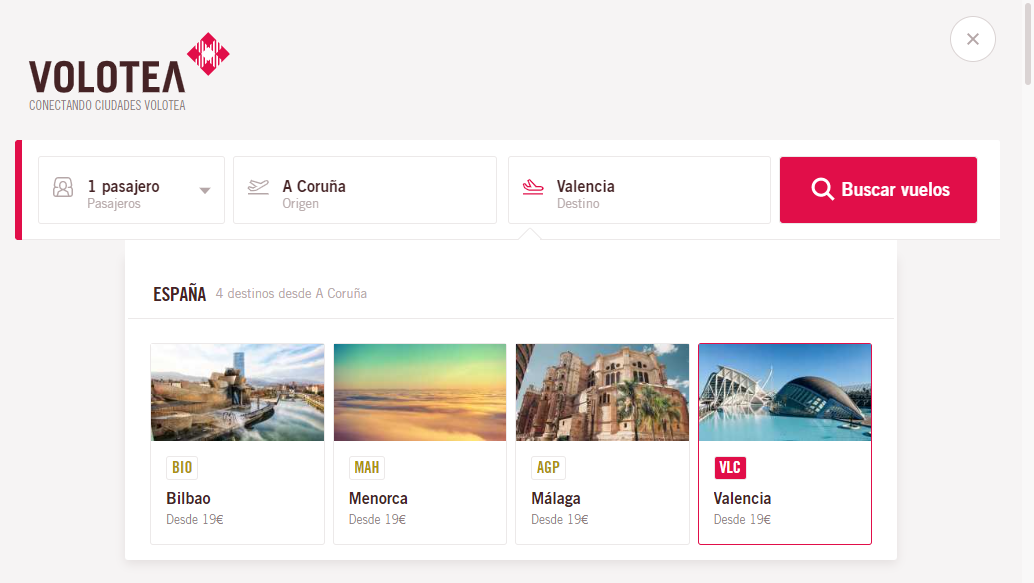 VOLOTEA
CONECTANDO CIUDADES VOLOTEA
1 pasajero
Pasajeros
A Coruña
Origen
Valencia
Destino
Buscar vuelos
ESPAÑA 4 destinos desde A Coruña
BIO
Bilbao
Desde 19€
MAH
Menorca
Desde 19€
AGP
Málaga
Desde 19€
VLC
Valencia
Desde 19€